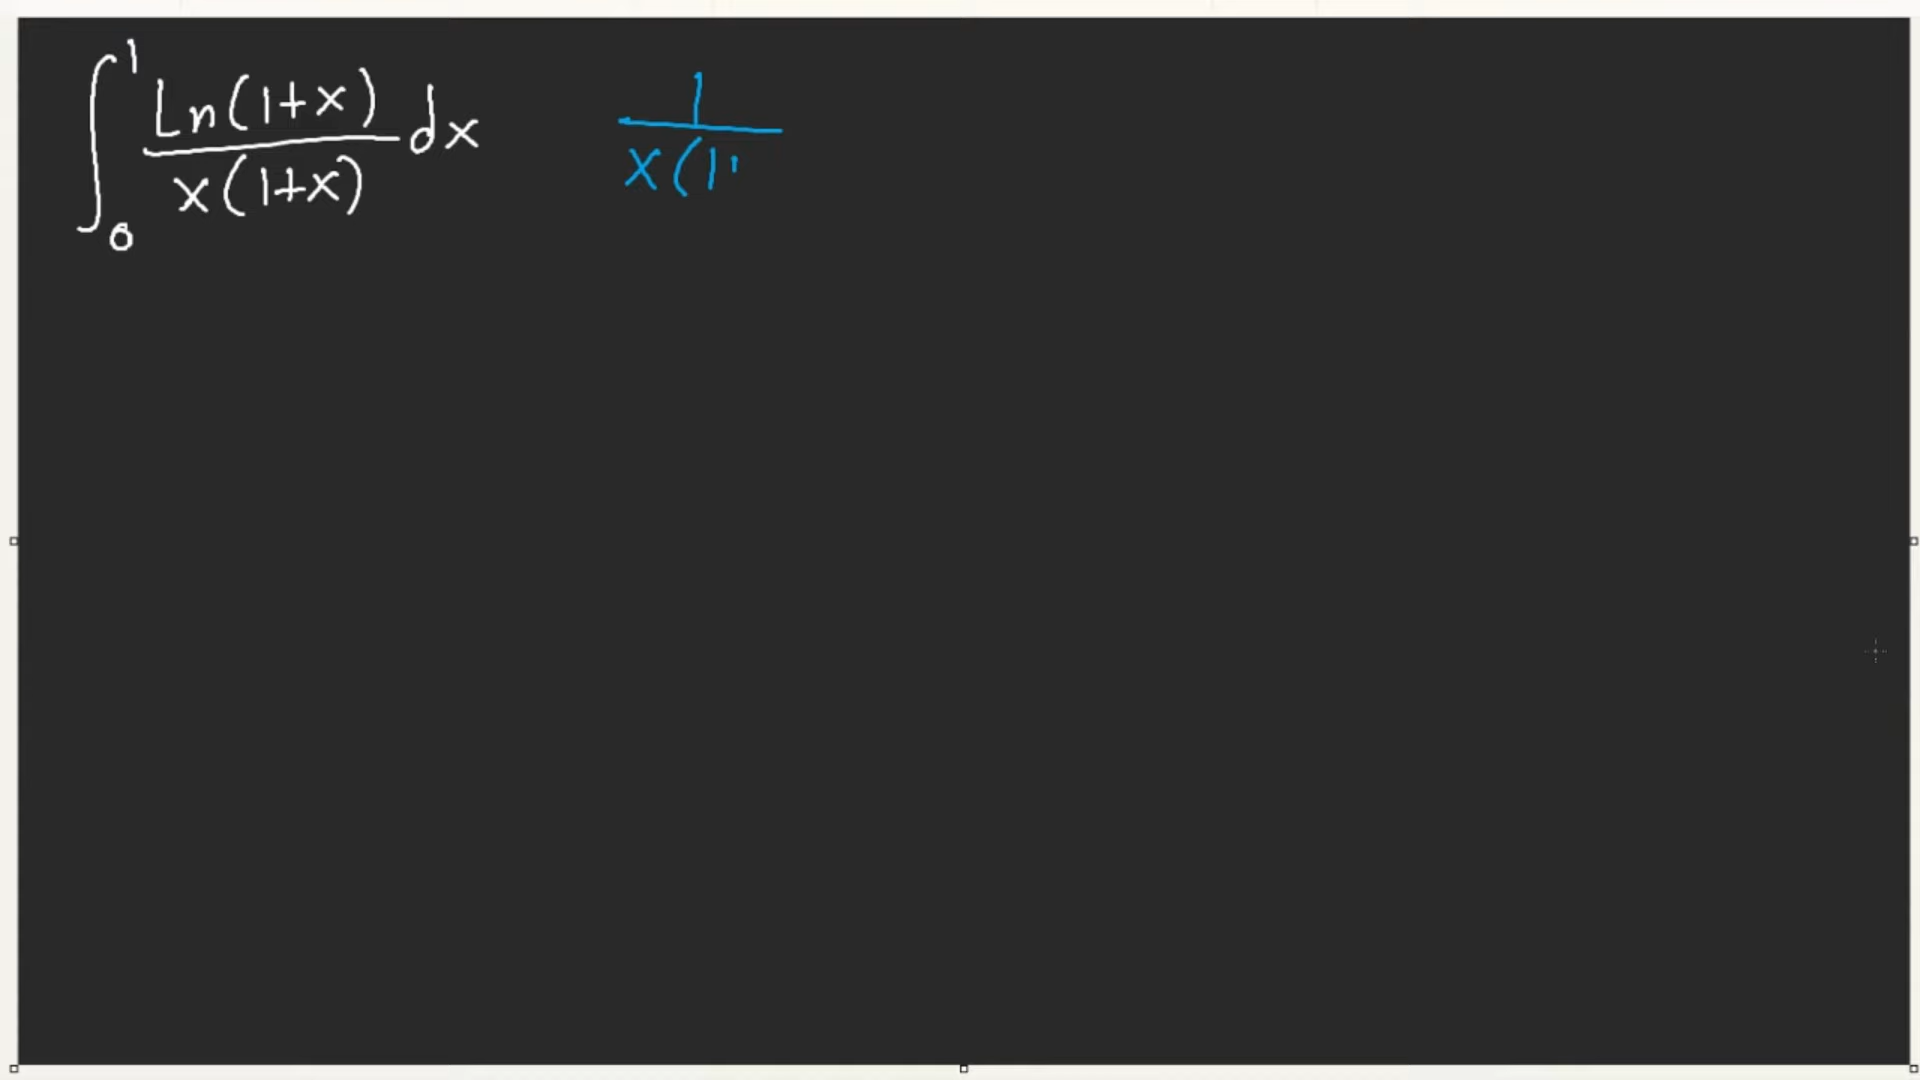 ∫₀¹ Ln(1+x)/x(1+x) dx
1/x(1